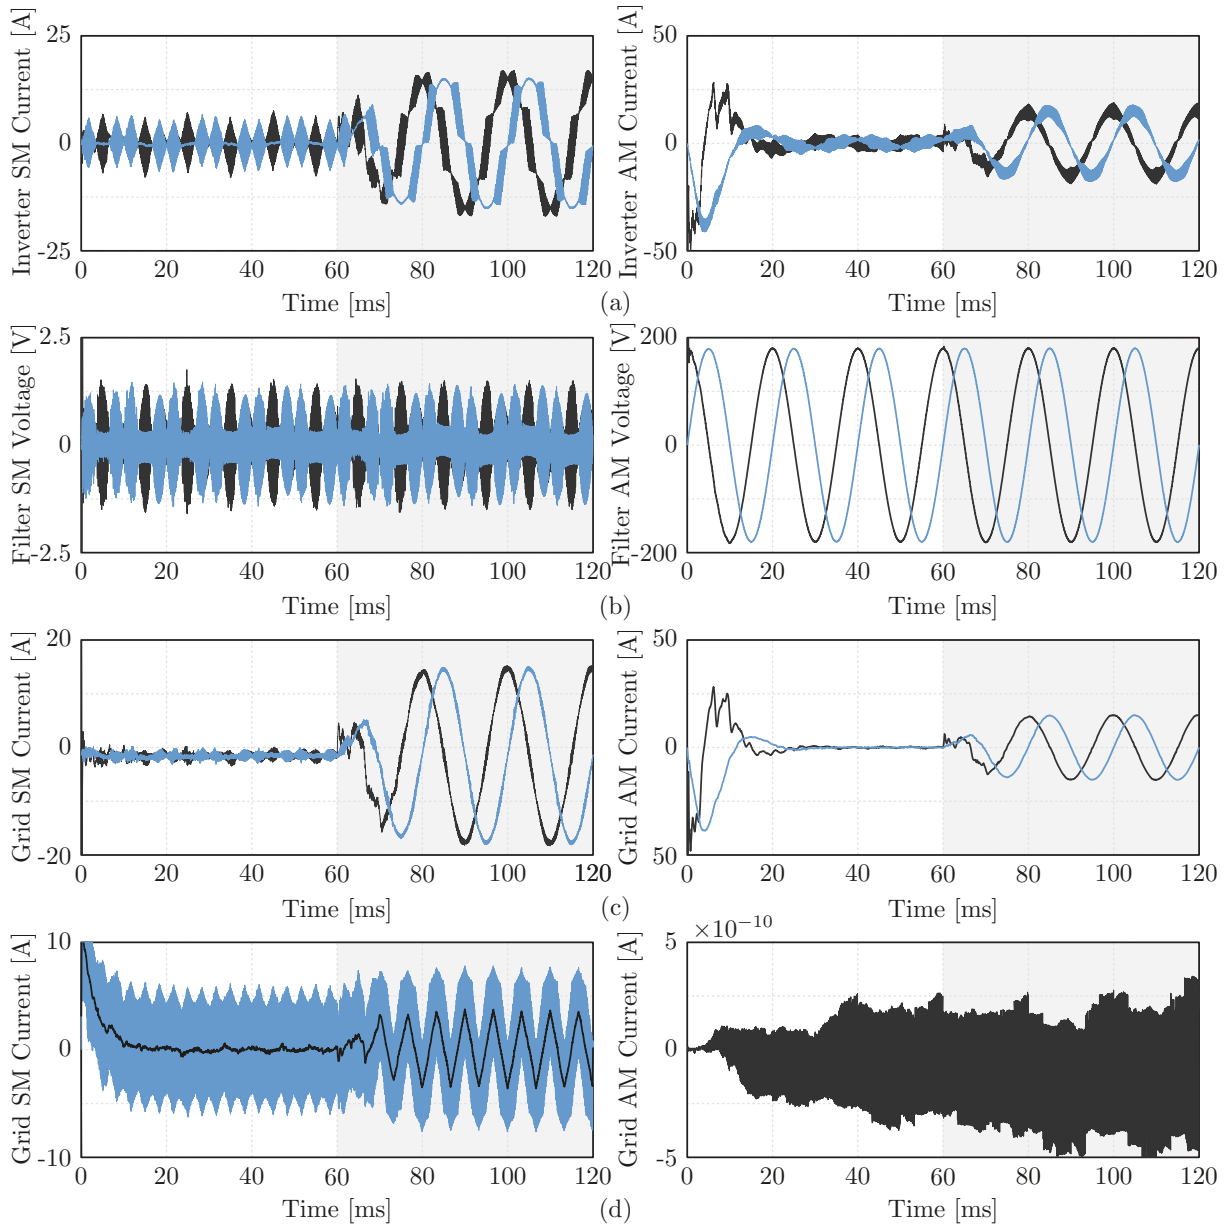 Inverter SM Current [A]
25
0
-25
0 20 40 60 80 100 120
Time [ms]
Inverter AM Current [A]
50
0
-50
0 20 40 60 80 100 120
Time [ms]
(a)
Filter SM Voltage [V]
2.5
0
-2.5
0 20 40 60 80 100 120
Time [ms]
Filter AM Voltage [V]
200
0
-200
0 20 40 60 80 100 120
Time [ms]
(b)
Grid SM Current [A]
20
0
-20
0 20 40 60 80 100 120
Time [ms]
Grid AM Current [A]
50
0
50
0 20 40 60 80 100 120
Time [ms]
(c)
Grid SM Current [A]
10
0
-10
0 20 40 60 80 100 120
Time [ms]
Grid AM Current [A]
×10⁻¹⁰
5
0
-5
0 20 40 60 80 100 120
Time [ms]
(d)